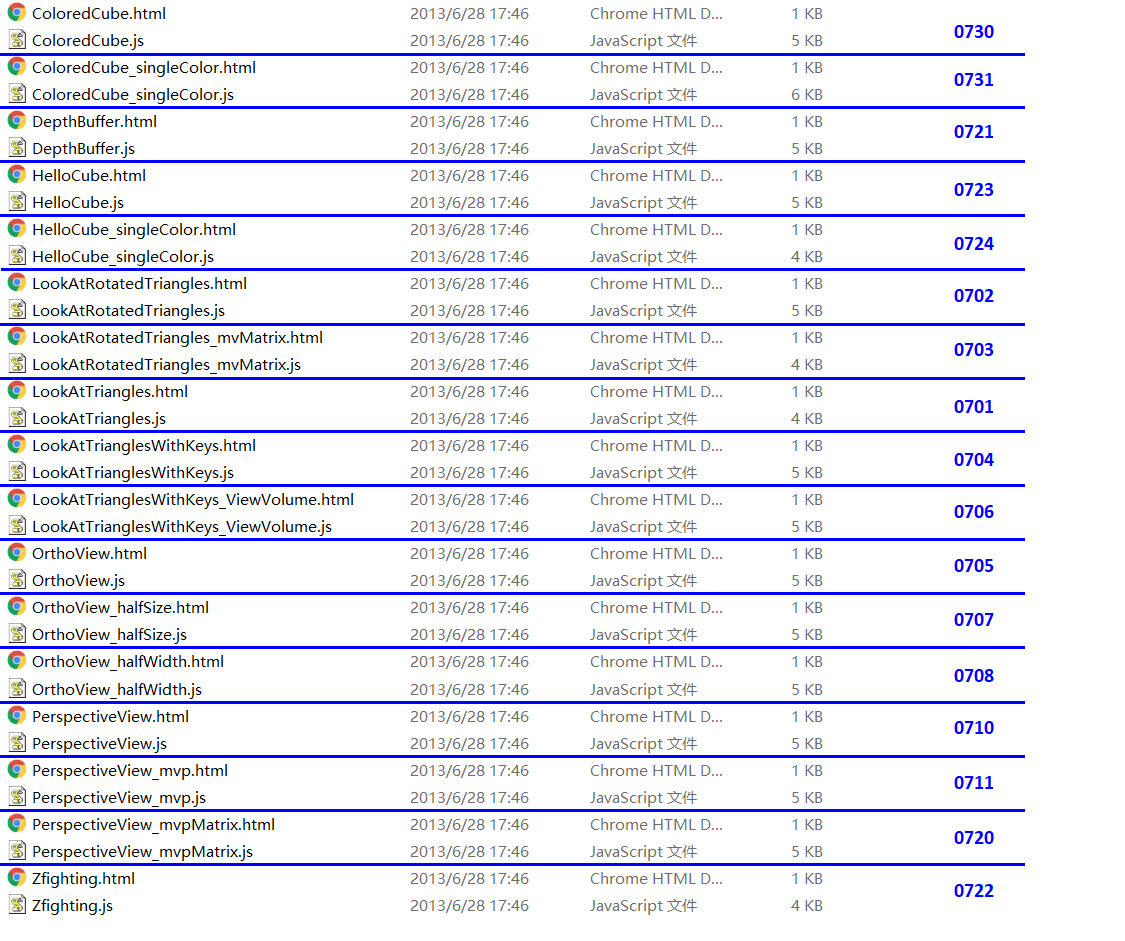 ColoredCube.html 2013/6/28 17:46 Chrome HTML D... 1 KB
0730
ColoredCube.js 2013/6/28 17:46 JavaScript 文件 5 KB
ColoredCube_singleColor.html 2013/6/28 17:46 Chrome HTML D... 1 KB
0731
ColoredCube_singleColor.js 2013/6/28 17:46 JavaScript 文件 6 KB
DepthBuffer.html 2013/6/28 17:46 Chrome HTML D... 1 KB
0721
DepthBuffer.js 2013/6/28 17:46 JavaScript 文件 5 KB
HelloCube.html 2013/6/28 17:46 Chrome HTML D... 1 KB
0723
HelloCube.js 2013/6/28 17:46 JavaScript 文件 5 KB
HelloCube_singleColor.html 2013/6/28 17:46 Chrome HTML D... 1 KB
0724
HelloCube_singleColor.js 2013/6/28 17:46 JavaScript 文件 4 KB
LookAtRotatedTriangles.html 2013/6/28 17:46 Chrome HTML D... 1 KB
0702
LookAtRotatedTriangles.js 2013/6/28 17:46 JavaScript 文件 5 KB
LookAtRotatedTriangles_mvMatrix.html 2013/6/28 17:46 Chrome HTML D... 1 KB
0703
LookAtRotatedTriangles_mvMatrix.js 2013/6/28 17:46 JavaScript 文件 4 KB
LookAtTriangles.html 2013/6/28 17:46 Chrome HTML D... 1 KB
0701
LookAtTriangles.js 2013/6/28 17:46 JavaScript 文件 4 KB
LookAtTrianglesWithKeys.html 2013/6/28 17:46 Chrome HTML D... 1 KB
0704
LookAtTrianglesWithKeys.js 2013/6/28 17:46 JavaScript 文件 5 KB
LookAtTrianglesWithKeys_ViewVolume.html 2013/6/28 17:46 Chrome HTML D... 1 KB
0706
LookAtTrianglesWithKeys_ViewVolume.js 2013/6/28 17:46 JavaScript 文件 5 KB
OrthoView.html 2013/6/28 17:46 Chrome HTML D... 1 KB
0705
OrthoView.js 2013/6/28 17:46 JavaScript 文件 5 KB
OrthoView_halfSize.html 2013/6/28 17:46 Chrome HTML D... 1 KB
0707
OrthoView_halfSize.js 2013/6/28 17:46 JavaScript 文件 5 KB
OrthoView_halfWidth.html 2013/6/28 17:46 Chrome HTML D... 1 KB
0708
OrthoView_halfWidth.js 2013/6/28 17:46 JavaScript 文件 5 KB
PerspectiveView.html 2013/6/28 17:46 Chrome HTML D... 1 KB
0710
PerspectiveView.js 2013/6/28 17:46 JavaScript 文件 5 KB
PerspectiveView_mvp.html 2013/6/28 17:46 Chrome HTML D... 1 KB
0711
PerspectiveView_mvp.js 2013/6/28 17:46 JavaScript 文件 5 KB
PerspectiveView_mvpMatrix.html 2013/6/28 17:46 Chrome HTML D... 1 KB
0720
PerspectiveView_mvpMatrix.js 2013/6/28 17:46 JavaScript 文件 5 KB
Zfighting.html 2013/6/28 17:46 Chrome HTML D... 1 KB
0722
Zfighting.js 2013/6/28 17:46 JavaScript 文件 4 KB